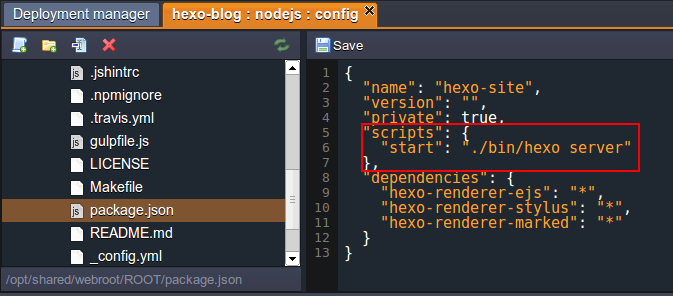 Deployment manager
hexo-blog : nodejs : config
Save
.jshintrc
.npmignore
.travis.yml
gulpfile.js
LICENSE
Makefile
package.json
README.md
_config.yml
/opt/shared/webroot/ROOT/package.json
1 {
2 "name": "hexo-site",
3 "version": "",
4 "private": true,
5 "scripts": {
6 "start": "./bin/hexo server"
7 },
8 "dependencies": {
9 "hexo-renderer-ejs": "*",
10 "hexo-renderer-stylus": "*",
11 "hexo-renderer-marked": "*"
12 }
13 }